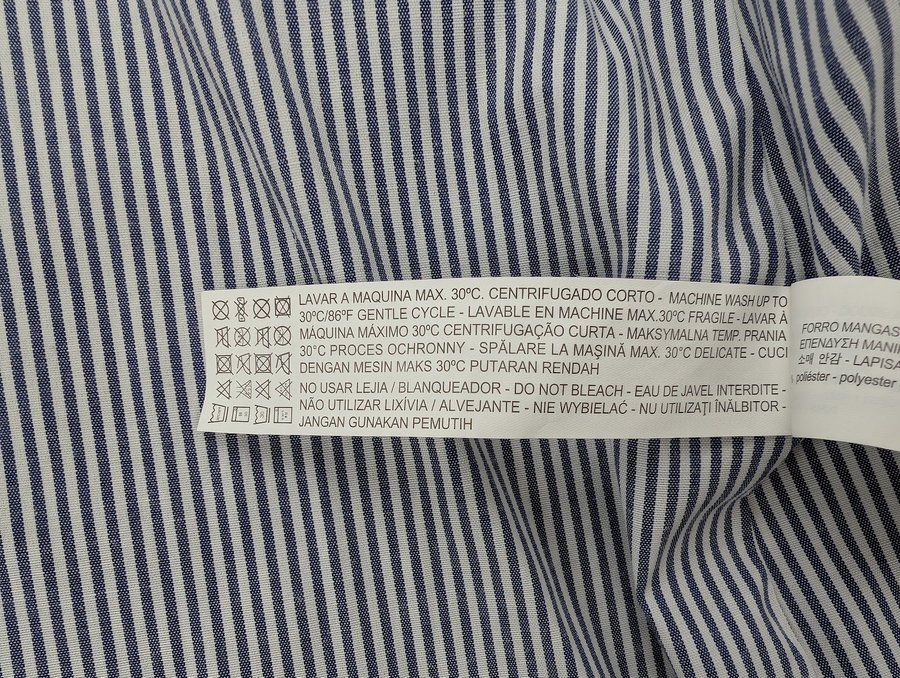 LAVAR A MAQUINA MAX. 30ºC. CENTRIFUGADO CORTO - MACHINE WASH UP TO
30ºC/86ºF GENTLE CYCLE - LAVABLE EN MACHINE MAX.30ºC FRAGILE - LAVAR À
MÁQUINA MÁXIMO 30ºC CENTRIFUGAÇÃO CURTA - MAKSYMALNA TEMP. PRANIA
30°C PROCES OCHRONNY - SPĂLARE LA MAŞINĂ MAX. 30°C DELICATE - CUCI
DENGAN MESIN MAKS 30ºC PUTARAN RENDAH
NO USAR LEJIA / BLANQUEADOR - DO NOT BLEACH - EAU DE JAVEL INTERDITE -
NÃO UTILIZAR LIXÍVIA / ALVEJANTE - NIE WYBIELAĆ - NU UTILIZAŢI ÎNĂLBITOR -
JANGAN GUNAKAN PEMUTIH
FORRO MANGAS
ΕΠΕΝΔΥΣΗ ΜΑΝΙ
소매 안감 - LAPISA
poliéster - polyester